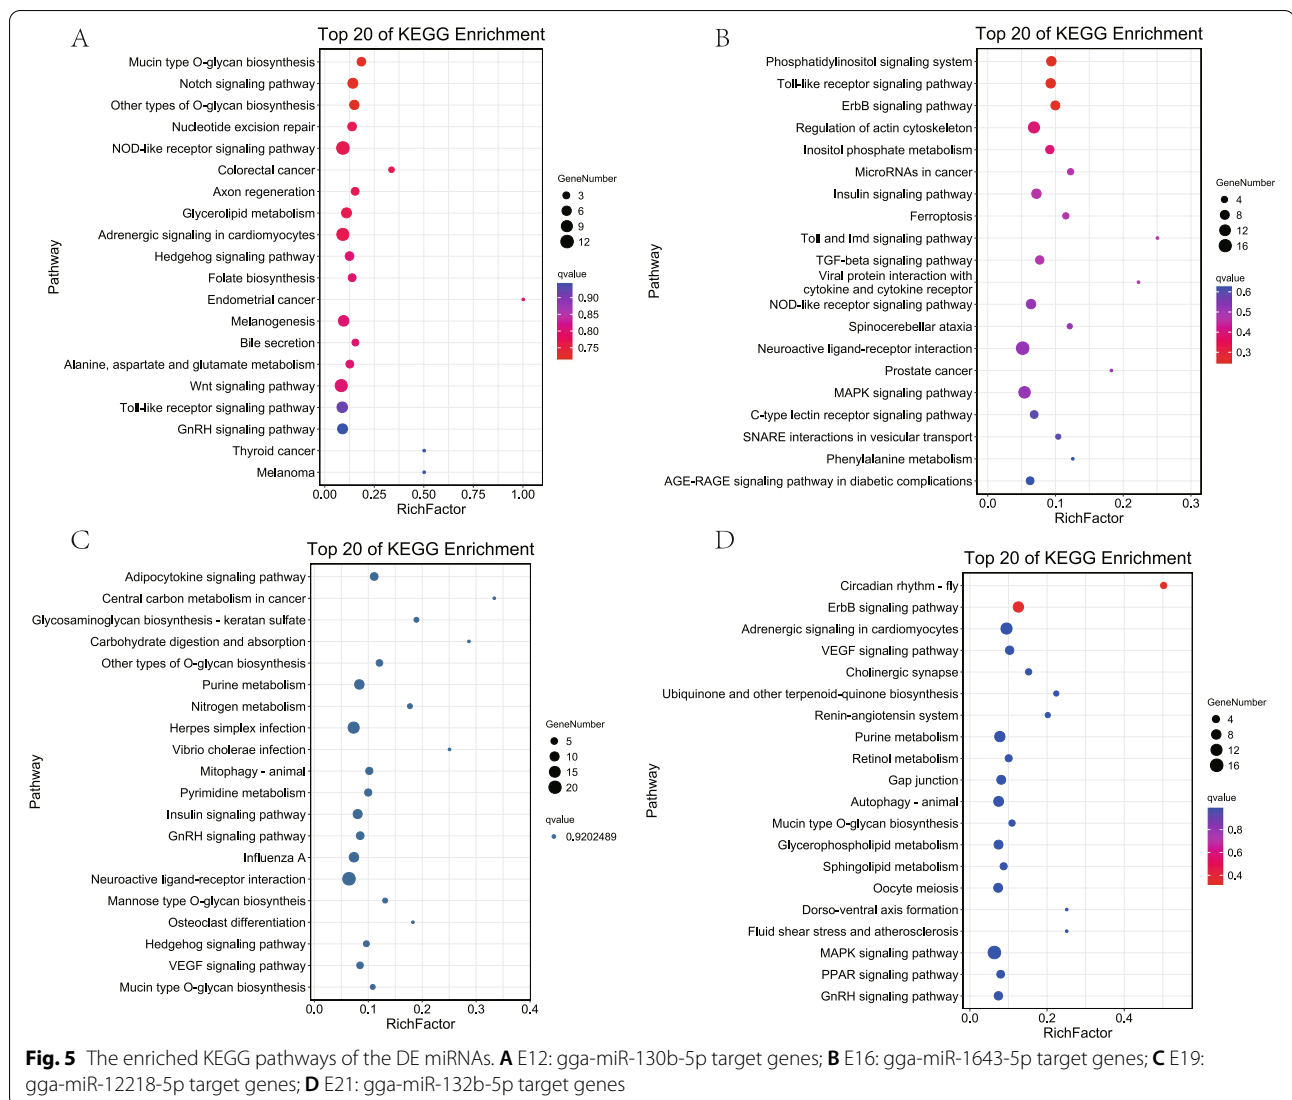 A
Top 20 of KEGG Enrichment
Pathway
Mucin type O-glycan biosynthesis
Notch signaling pathway
Other types of O-glycan biosynthesis
Nucleotide excision repair
NOD-like receptor signaling pathway
Colorectal cancer
Axon regeneration
Glycerolipid metabolism
Adrenergic signaling in cardiomyocytes
Hedgehog signaling pathway
Folate biosynthesis
Endometrial cancer
Melanogenesis
Bile secretion
Alanine, aspartate and glutamate metabolism
Wnt signaling pathway
Toll-like receptor signaling pathway
GnRH signaling pathway
Thyroid cancer
Melanoma
0.00 0.25 0.50 0.75 1.00
RichFactor
GeneNumber
3
6
9
12
qvalue
0.90
0.85
0.80
0.75
B
Top 20 of KEGG Enrichment
Pathway
Phosphatidylinositol signaling system
Toll-like receptor signaling pathway
ErbB signaling pathway
Regulation of actin cytoskeleton
Inositol phosphate metabolism
MicroRNAs in cancer
Insulin signaling pathway
Ferroptosis
Toll and Imd signaling pathway
TGF-beta signaling pathway
Viral protein interaction with
cytokine and cytokine receptor
NOD-like receptor signaling pathway
Spinocerebellar ataxia
Neuroactive ligand-receptor interaction
Prostate cancer
MAPK signaling pathway
C-type lectin receptor signaling pathway
SNARE interactions in vesicular transport
Phenylalanine metabolism
AGE-RAGE signaling pathway in diabetic complications
0.0 0.1 0.2 0.3
RichFactor
GeneNumber
4
8
12
16
qvalue
0.6
0.5
0.4
0.3
C
Top 20 of KEGG Enrichment
Pathway
Adipocytokine signaling pathway
Central carbon metabolism in cancer
Glycosaminoglycan biosynthesis - keratan sulfate
Carbohydrate digestion and absorption
Other types of O-glycan biosynthesis
Purine metabolism
Nitrogen metabolism
Herpes simplex infection
Vibrio cholerae infection
Mitophagy - animal
Pyrimidine metabolism
Insulin signaling pathway
GnRH signaling pathway
Influenza A
Neuroactive ligand-receptor interaction
Mannose type O-glycan biosynthesis
Osteoclast differentiation
Hedgehog signaling pathway
VEGF signaling pathway
Mucin type O-glycan biosynthesis
0.0 0.1 0.2 0.3 0.4
RichFactor
GeneNumber
5
10
15
20
qvalue
0.9202489
D
Top 20 of KEGG Enrichment
Pathway
Circadian rhythm - fly
ErbB signaling pathway
Adrenergic signaling in cardiomyocytes
VEGF signaling pathway
Cholinergic synapse
Ubiquinone and other terpenoid-quinone biosynthesis
Renin-angiotensin system
Purine metabolism
Retinol metabolism
Gap junction
Autophagy - animal
Mucin type O-glycan biosynthesis
Glycerophospholipid metabolism
Sphingolipid metabolism
Oocyte meiosis
Dorso-ventral axis formation
Fluid shear stress and atherosclerosis
MAPK signaling pathway
PPAR signaling pathway
GnRH signaling pathway
0.0 0.2 0.4
RichFactor
GeneNumber
4
8
12
16
qvalue
0.8
0.6
0.4
Fig. 5 The enriched KEGG pathways of the DE miRNAs. A E12: gga-miR-130b-5p target genes; B E16: gga-miR-1643-5p target genes; C E19:
gga-miR-12218-5p target genes; D E21: gga-miR-132b-5p target genes